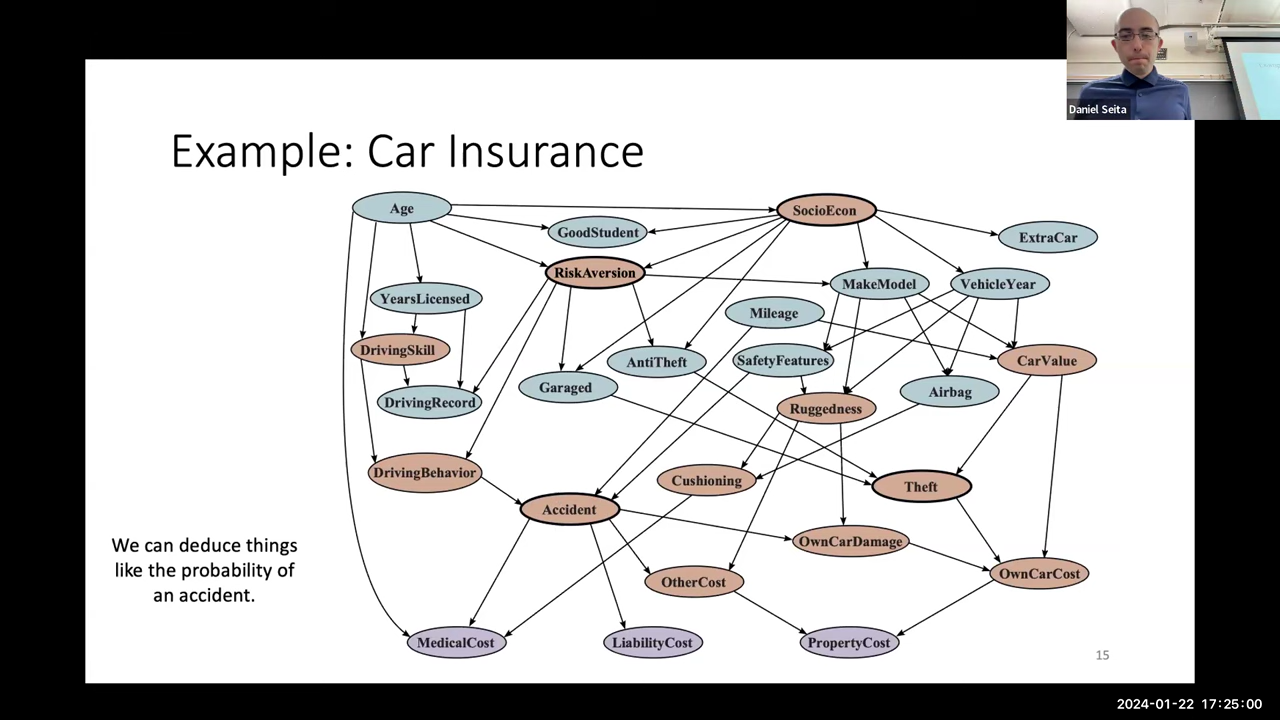 Daniel Seita
Example: Car Insurance
Age
SocioEcon
GoodStudent
ExtraCar
RiskAversion
MakeModel
VehicleYear
YearsLicensed
Mileage
DrivingSkill
AntiTheft
SafetyFeatures
CarValue
Garaged
Airbag
DrivingRecord
Ruggedness
DrivingBehavior
Cushioning
Theft
Accident
OwnCarDamage
We can deduce things
like the probability of
an accident.
OtherCost
OwnCarCost
MedicalCost
LiabilityCost
PropertyCost
15
2024-01-22 17:25:00